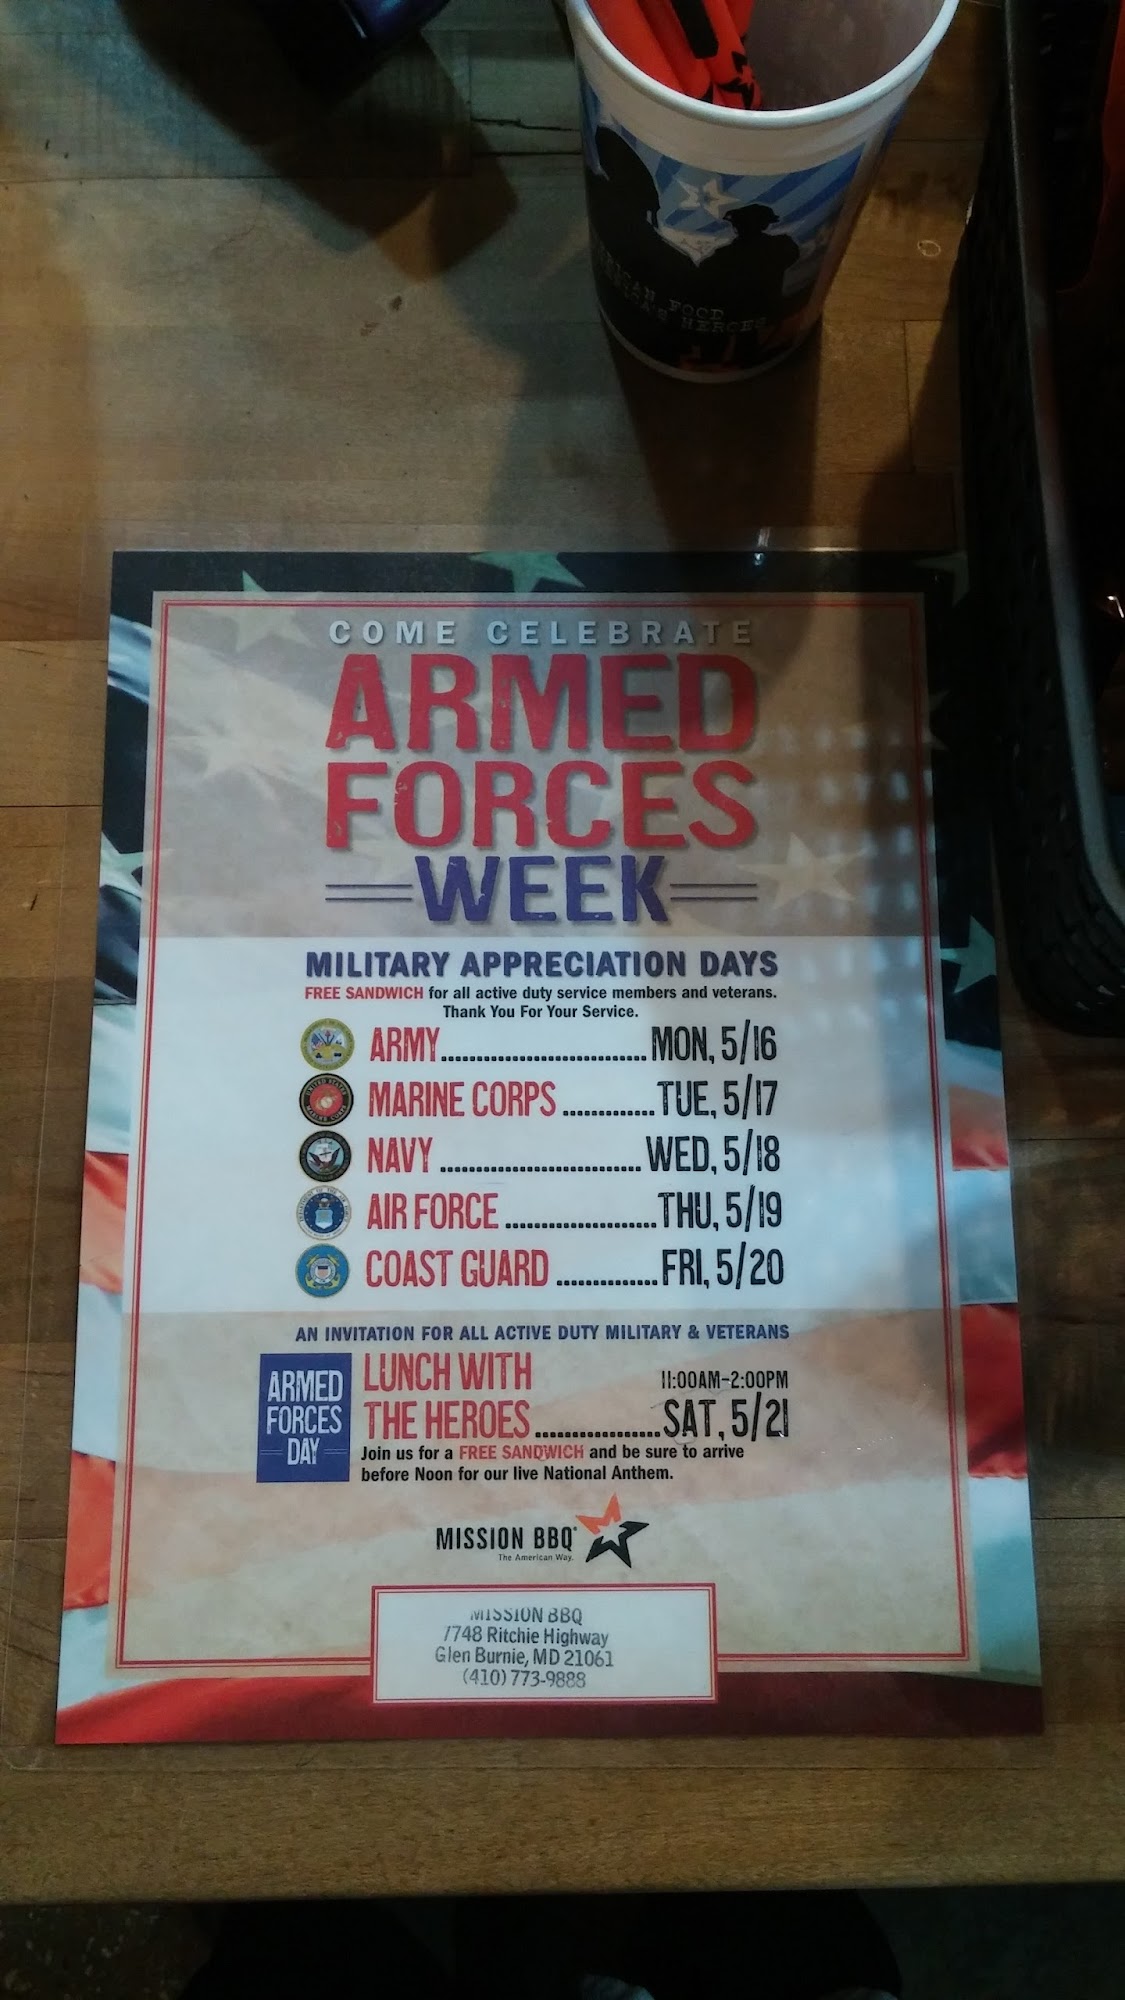 FOOD
HEROES
COME CELEBRATE
ARMED
FORCES
WEEK
MILITARY APPRECIATION DAYS
FREE SANDWICH for all active duty service members and veterans.
Thank You For Your Service.
ARMY............................. MON, 5/16
MARINE CORPS .............TUE, 5/17
NAVY ............................. WED, 5/18
AIR FORCE ......................THU, 5/19
COAST GUARD ...............FRI, 5/20
AN INVITATION FOR ALL ACTIVE DUTY MILITARY & VETERANS
ARMED
FORCES
DAY
LUNCH WITH 11:00AM-2:00PM
THE HEROES..................SAT, 5/21
Join us for a FREE SANDWICH and be sure to arrive
before Noon for our live National Anthem.
MISSION BBQ®
The American Way.
MISSION BBQ
7748 Ritchie Highway
Glen Burnie, MD 21061
(410) 773-9888